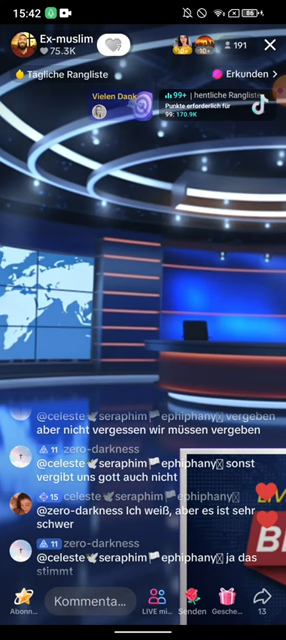 15:42
86
Ex-muslim
75.3K
10+
191
Tägliche Rangliste
Erkunden >
Vielen Dank
99+ | hentliche Rangliste
Punkte erforderlich für
99: 170.9K
@celeste🕊seraphim🏳ephiphany vergeben
aber nicht vergessen wir müssen vergeben
11 zero-darkness
@celeste🕊seraphim🏳ephiphany sonst
vergibt uns gott auch nicht
15 celeste🕊seraphim🏳ephiphany
@zero-darkness Ich weiß, aber es ist sehr
schwer
11 zero-darkness
@celeste🕊seraphim🏳ephiphany ja das
stimmt
LIV
B
Kommenta...
Abonn...
LIVE mi...
Senden
Gesche...
13